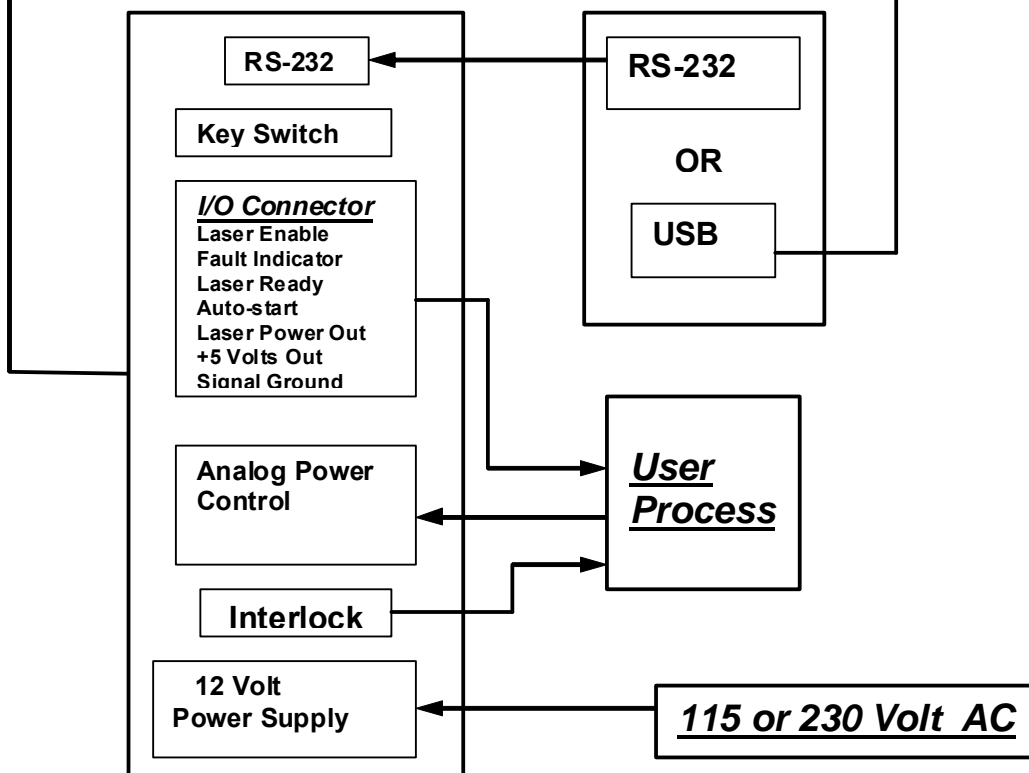 RS-232
Key Switch
I/O Connector
Laser Enable
Fault Indicator
Laser Ready
Auto-start
Laser Power Out
+5 Volts Out
Signal Ground
Analog Power
Control
Interlock
12 Volt
Power Supply
RS-232
OR
USB
User
Process
115 or 230 Volt AC